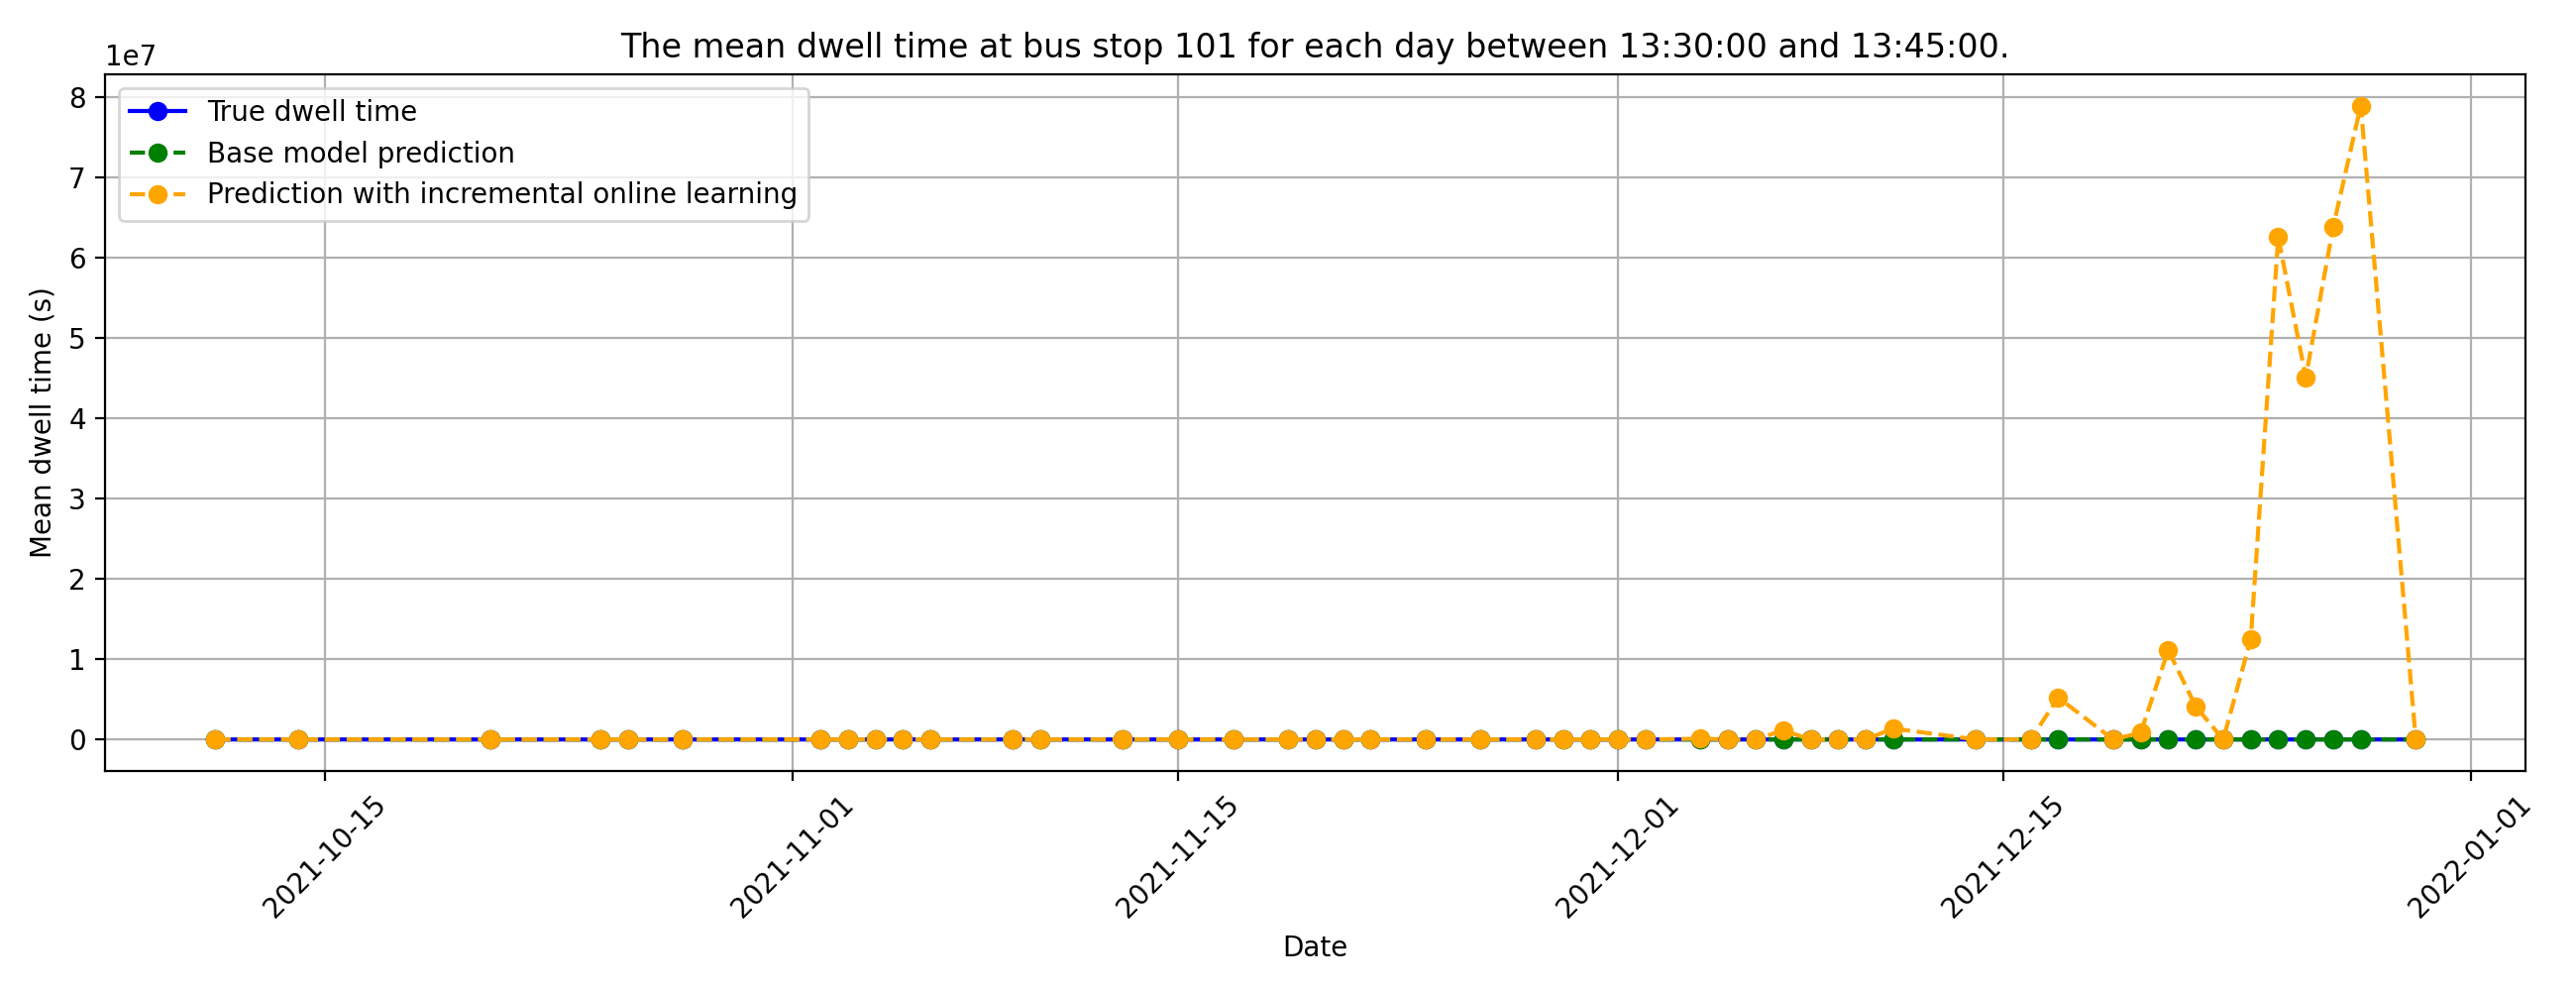 The mean dwell time at bus stop 101 for each day between 13:30:00 and 13:45:00.
1e7
8
7
6
5
4
3
2
1
0
Mean dwell time (s)
True dwell time
Base model prediction
Prediction with incremental online learning
2021-10-15
2021-11-01
2021-11-15
2021-12-01
2021-12-15
2022-01-01
Date